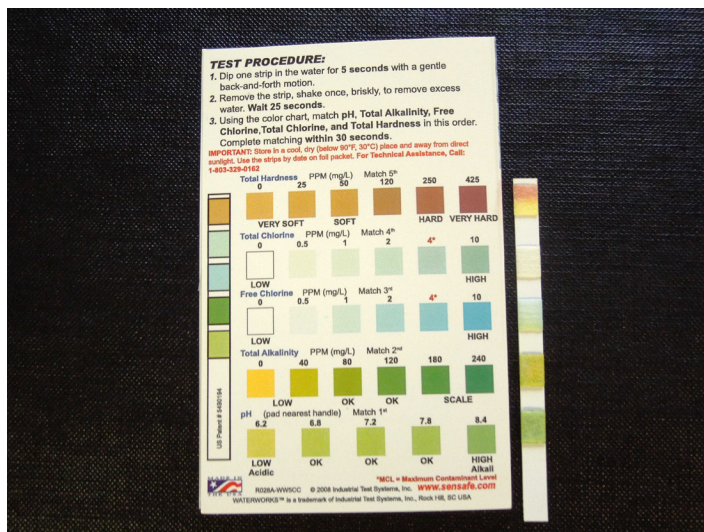 TEST PROCEDURE:
1. Dip one strip in the water for 5 seconds with a gentle
back-and-forth motion.
2. Remove the strip, shake once, briskly, to remove excess
water. Wait 25 seconds.
3. Using the color chart, match pH, Total Alkalinity, Free
Chlorine,Total Chlorine, and Total Hardness in this order.
Complete matching within 30 seconds.
IMPORTANT: Store in a cool, dry (below 90°F, 30°C) place and away from direct
sunlight. Use the strips by date on foil packet. For Technical Assistance, Call:
1-803-329-0162
Total Hardness PPM (mg/L) Match 5th
0 25 50 120 250 425
VERY SOFT SOFT HARD VERY HARD
Total Chlorine PPM (mg/L) Match 4th
0 0.5 1 2 4* 10
LOW HIGH
Free Chlorine PPM (mg/L) Match 3rd
0 0.5 1 2 4* 10
LOW HIGH
Total Alkalinity PPM (mg/L) Match 2nd
0 40 80 120 180 240
LOW OK OK SCALE
pH (pad nearest handle) Match 1st
6.2 6.8 7.2 7.8 8.4
LOW OK OK OK HIGH
Acidic Alkali
US Patent # 5491094
*MCL = Maximum Contaminant Level
MADE IN THE USA
R028A-WW5CC © 2008 Industrial Test Systems, Inc. www.sensafe.com
WATERWORKS™ is a trademark of Industrial Test Systems, Inc., Rock Hill, SC USA